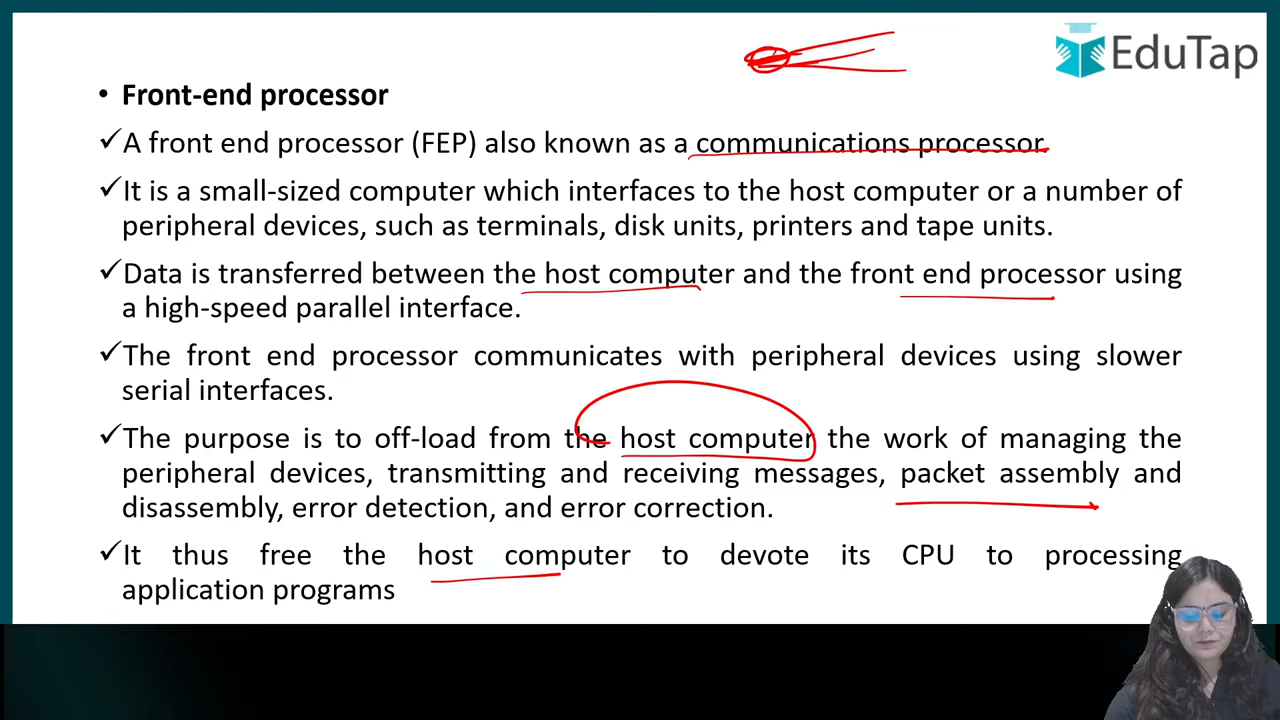 EduTap
• Front-end processor
✓A front end processor (FEP) also known as a communications processor.
✓It is a small-sized computer which interfaces to the host computer or a number of
peripheral devices, such as terminals, disk units, printers and tape units.
✓Data is transferred between the host computer and the front end processor using
a high-speed parallel interface.
✓The front end processor communicates with peripheral devices using slower
serial interfaces.
✓The purpose is to off-load from the host computer the work of managing the
peripheral devices, transmitting and receiving messages, packet assembly and
disassembly, error detection, and error correction.
✓It thus free the host computer to devote its CPU to processing
application programs